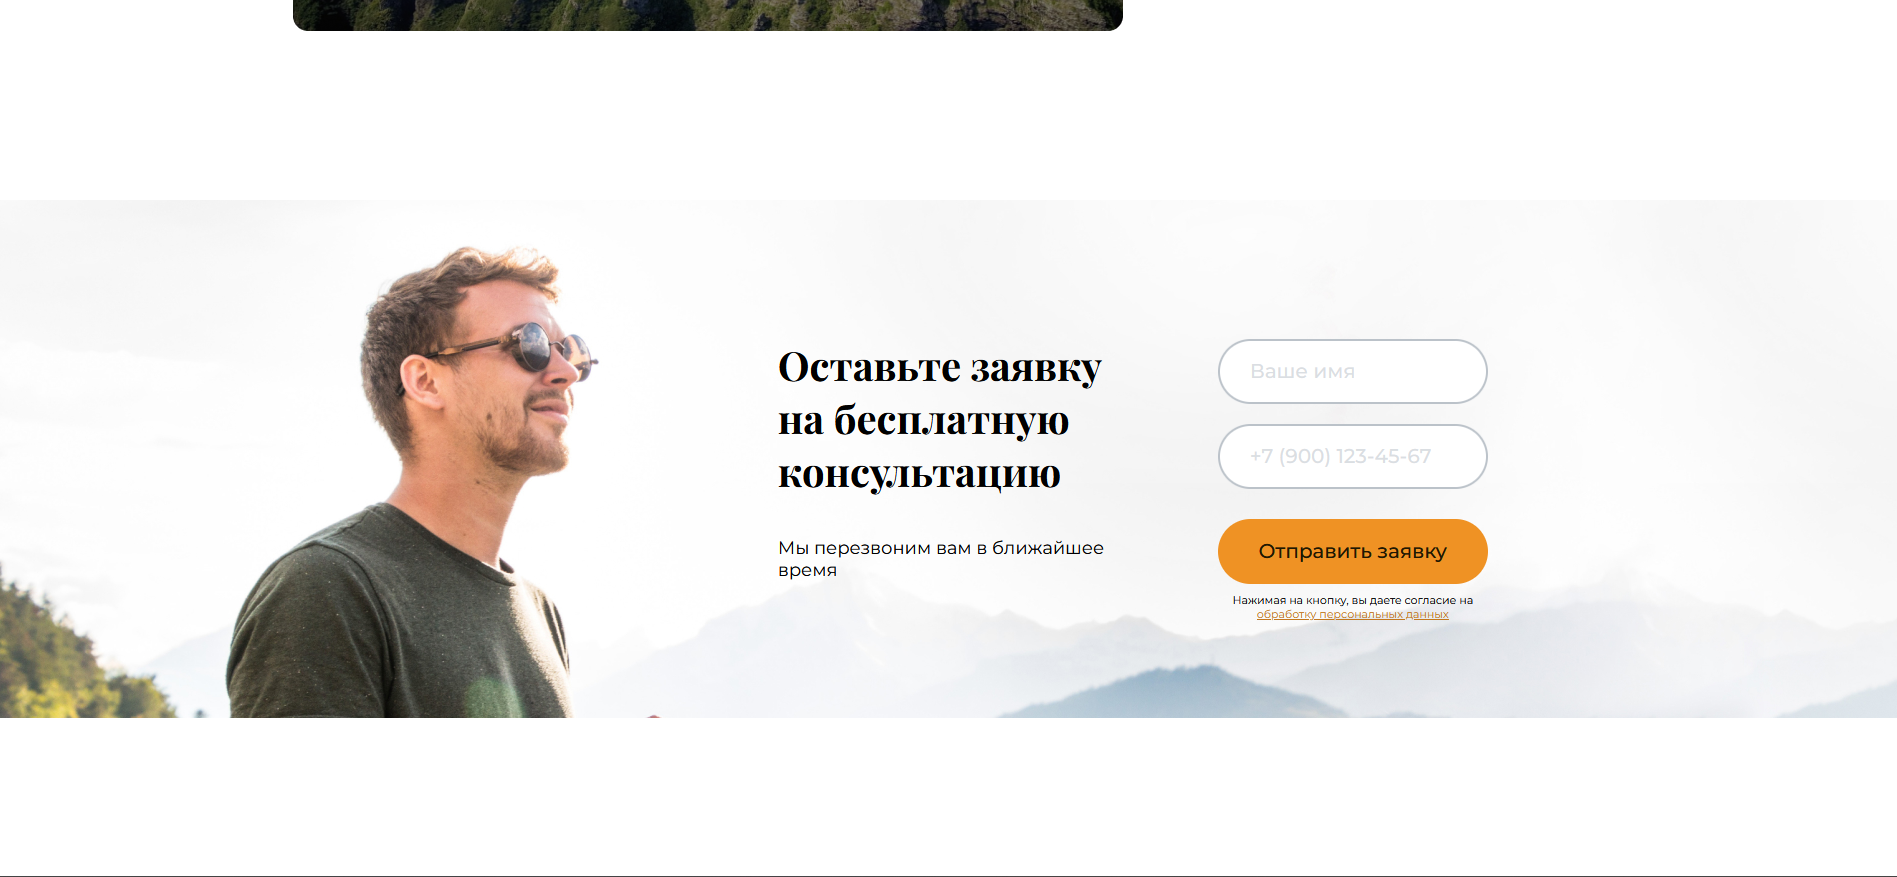 Оставьте заявку
на бесплатную
консультацию
Мы перезвоним вам в ближайшее
время
Ваше имя
+7 (900) 123-45-67
Отправить заявку
Нажимая на кнопку, вы даете согласие на
обработку персональных данных